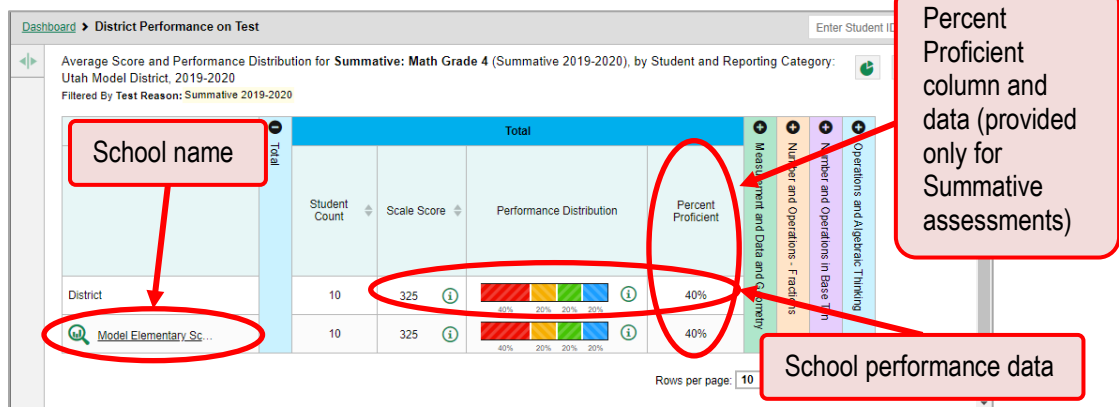 Dashboard > District Performance on Test
Enter Student ID
Average Score and Performance Distribution for Summative: Math Grade 4 (Summative 2019-2020), by Student and Reporting Category:
Utah Model District, 2019-2020
Filtered By Test Reason: Summative 2019-2020
School name
Total
Total
Student
Count
Scale Score
Performance Distribution
Percent
Proficient
Measurement and Data and Geometry
Number and Operations - Fractions
Number and Operations in Base Ten
Operations and Algebraic Thinking
Percent
Proficient
column and
data (provided
only for
Summative
assessments)
District
10
325
40% 20% 20% 20%
40%
Model Elementary Sc...
10
325
40% 20% 20% 20%
40%
School performance data
Rows per page: 10